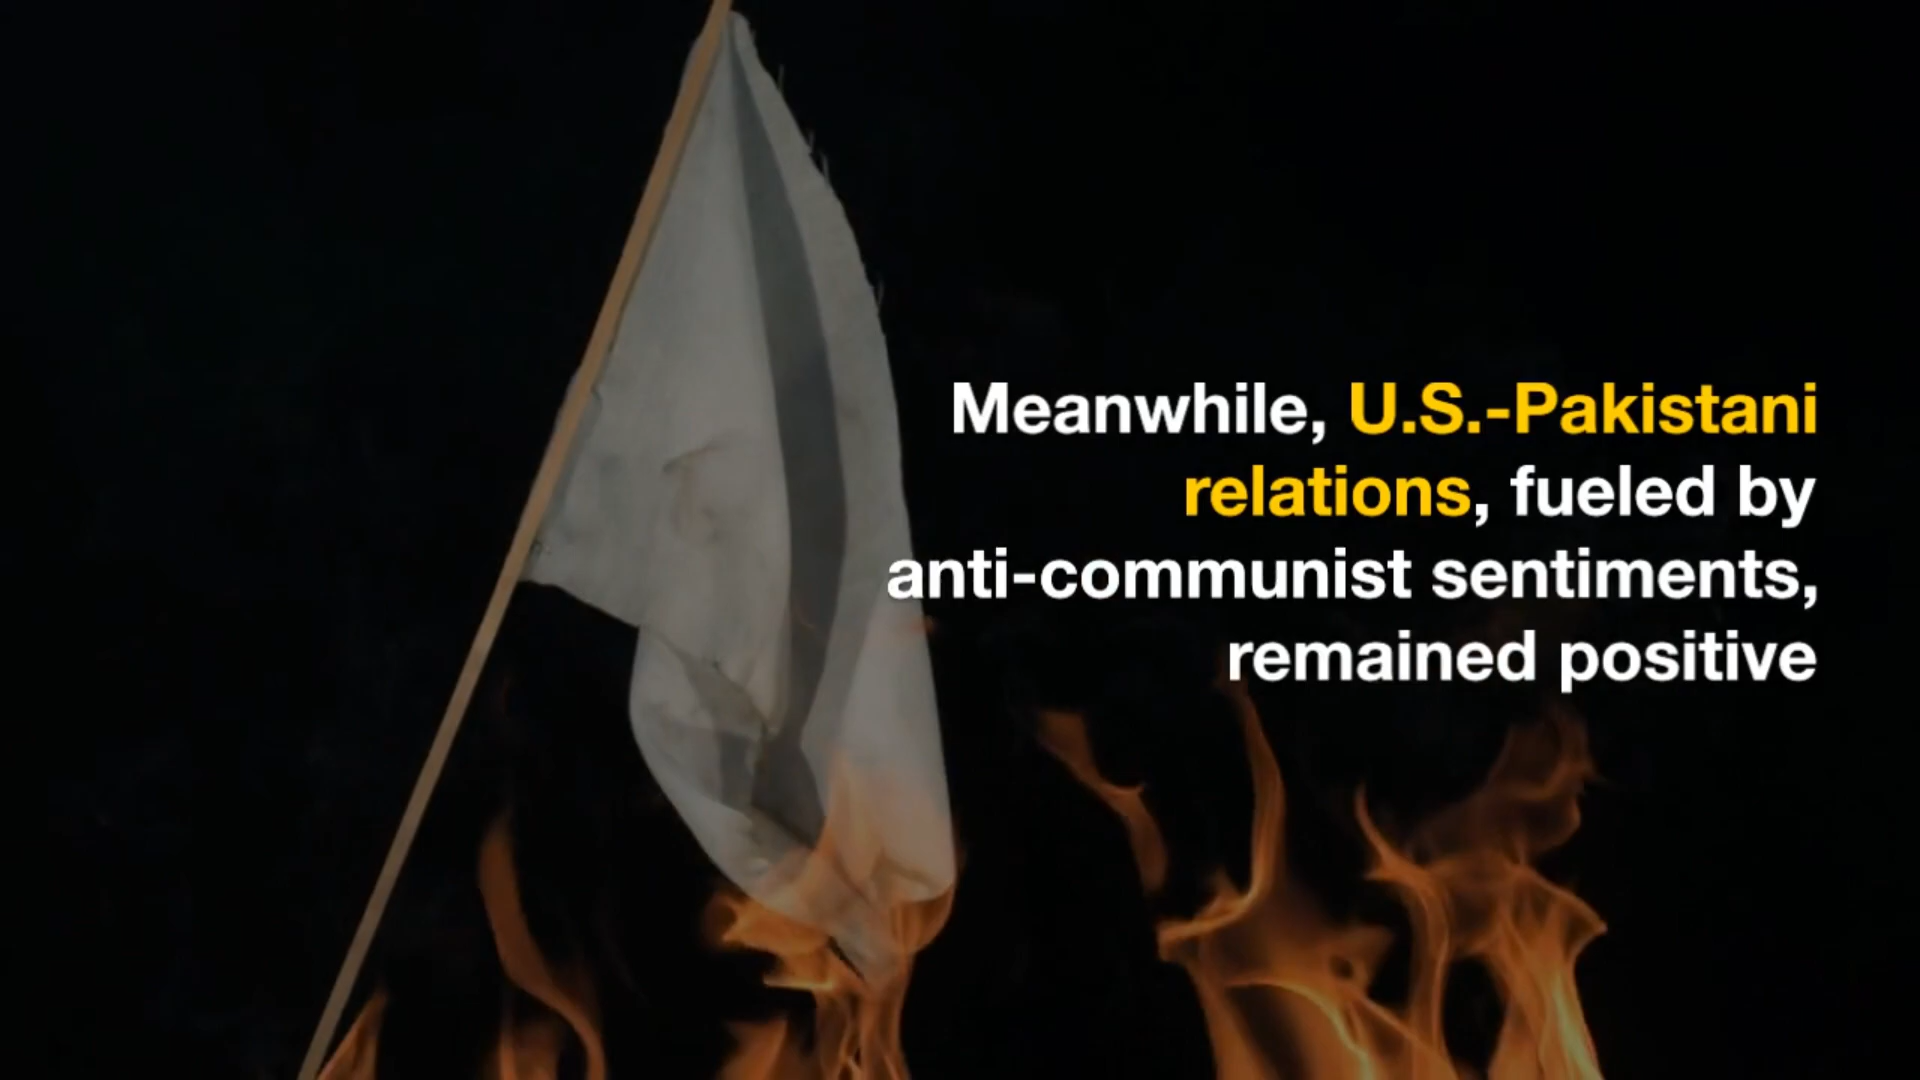 Meanwhile, U.S.-Pakistani
relations, fueled by
anti-communist sentiments,
remained positive